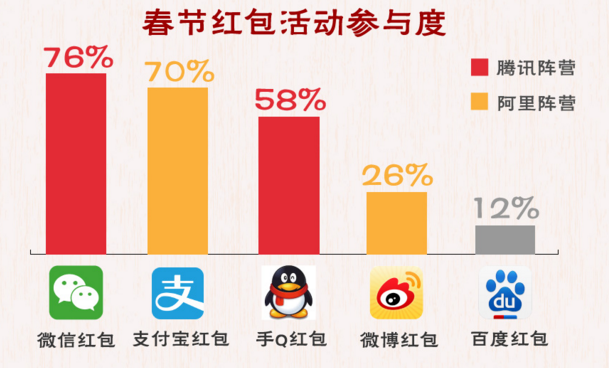 春节红包活动参与度
76%
70%
58%
26%
12%
腾讯阵营
阿里阵营
支
du
微信红包
支付宝红包
手Q红包
微博红包
百度红包